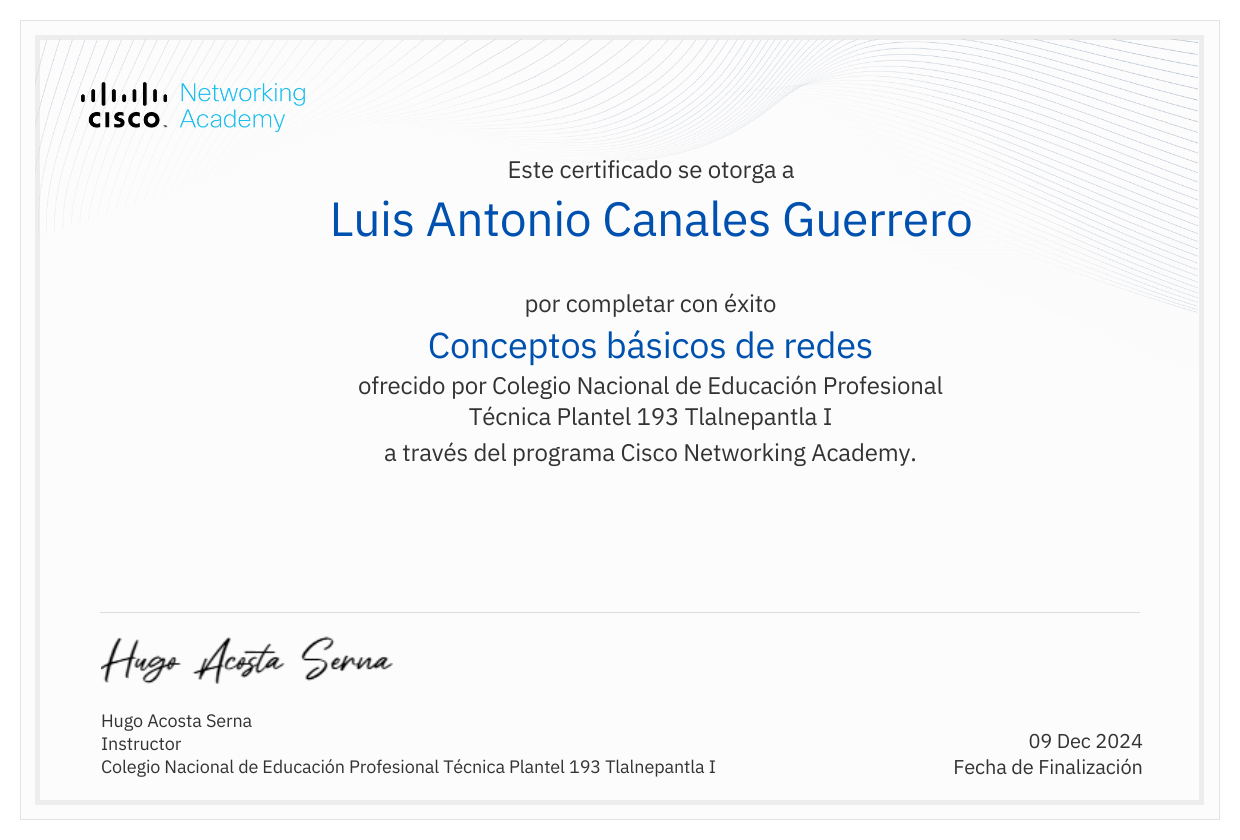 CISCO
Networking
Academy
Este certificado se otorga a
Luis Antonio Canales Guerrero
por completar con éxito
Conceptos básicos de redes
ofrecido por Colegio Nacional de Educación Profesional
Técnica Plantel 193 Tlalnepantla I
a través del programa Cisco Networking Academy.
Hugo Acosta Serna
Hugo Acosta Serna
Instructor
Colegio Nacional de Educación Profesional Técnica Plantel 193 Tlalnepantla I
09 Dec 2024
Fecha de Finalización